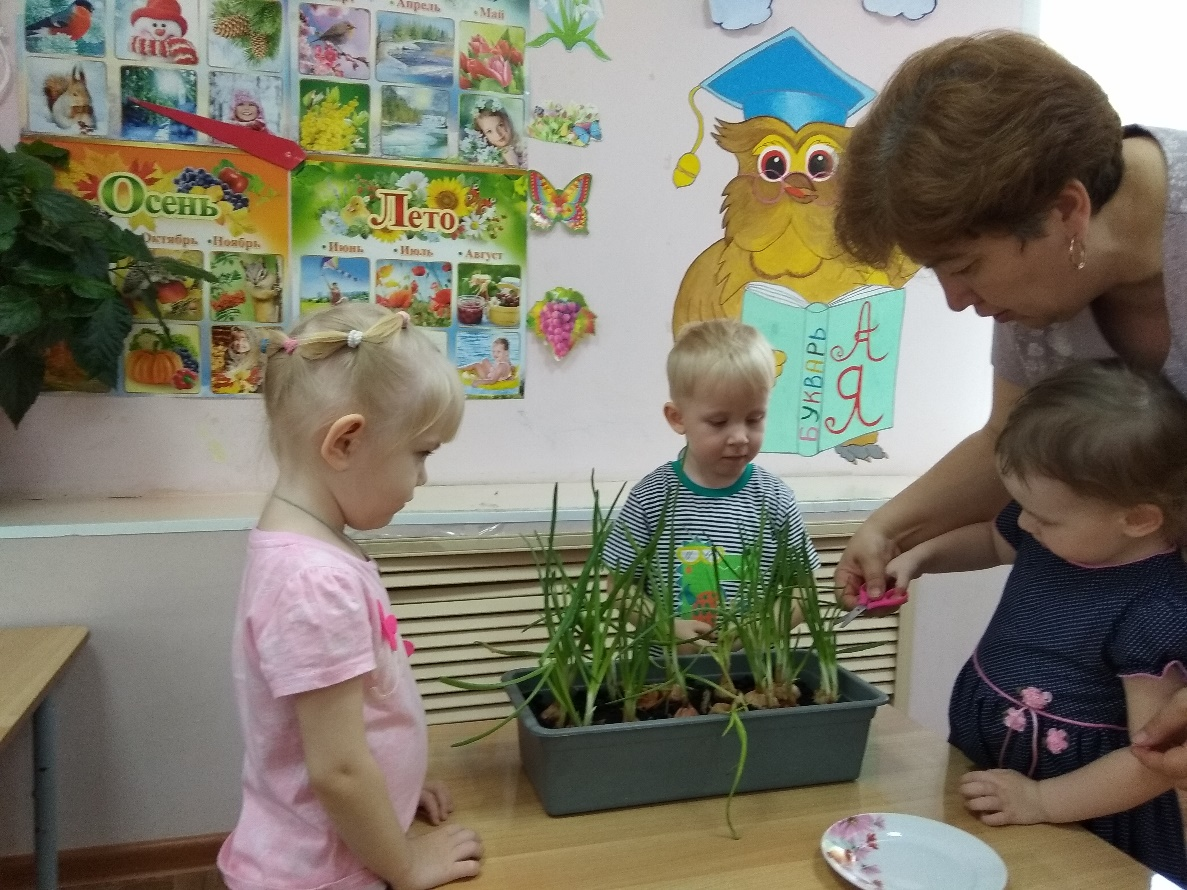 • Апрель
• Май
Осень
Лето
Октябрь
• Ноябрь
• Июнь
• Июль
• Август
БУКВАРЬ
А
Я